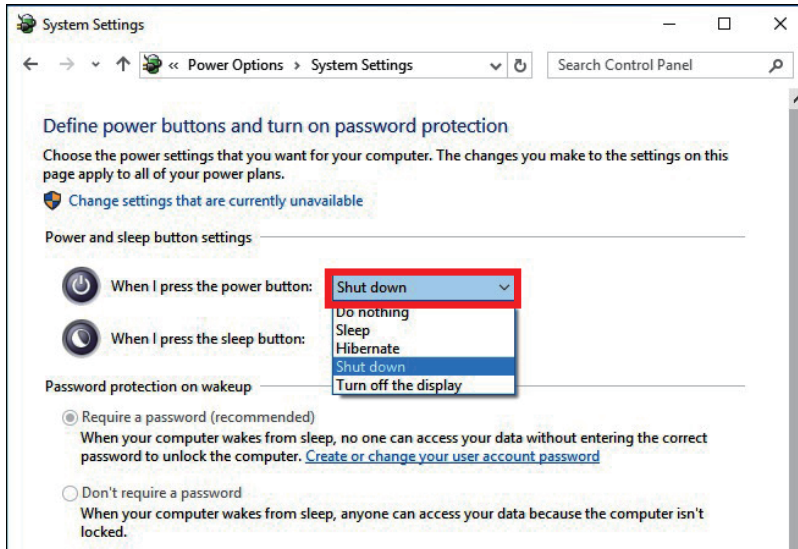 System Settings
« Power Options > System Settings
Search Control Panel
Define power buttons and turn on password protection
Choose the power settings that you want for your computer. The changes you make to the settings on this
page apply to all of your power plans.
Change settings that are currently unavailable
Power and sleep button settings
When I press the power button: Shut down
Do nothing
When I press the sleep button: Sleep
Hibernate
Shut down
Turn off the display
Password protection on wakeup
Require a password (recommended)
When your computer wakes from sleep, no one can access your data without entering the correct
password to unlock the computer. Create or change your user account password
Don't require a password
When your computer wakes from sleep, anyone can access your data because the computer isn't
locked.